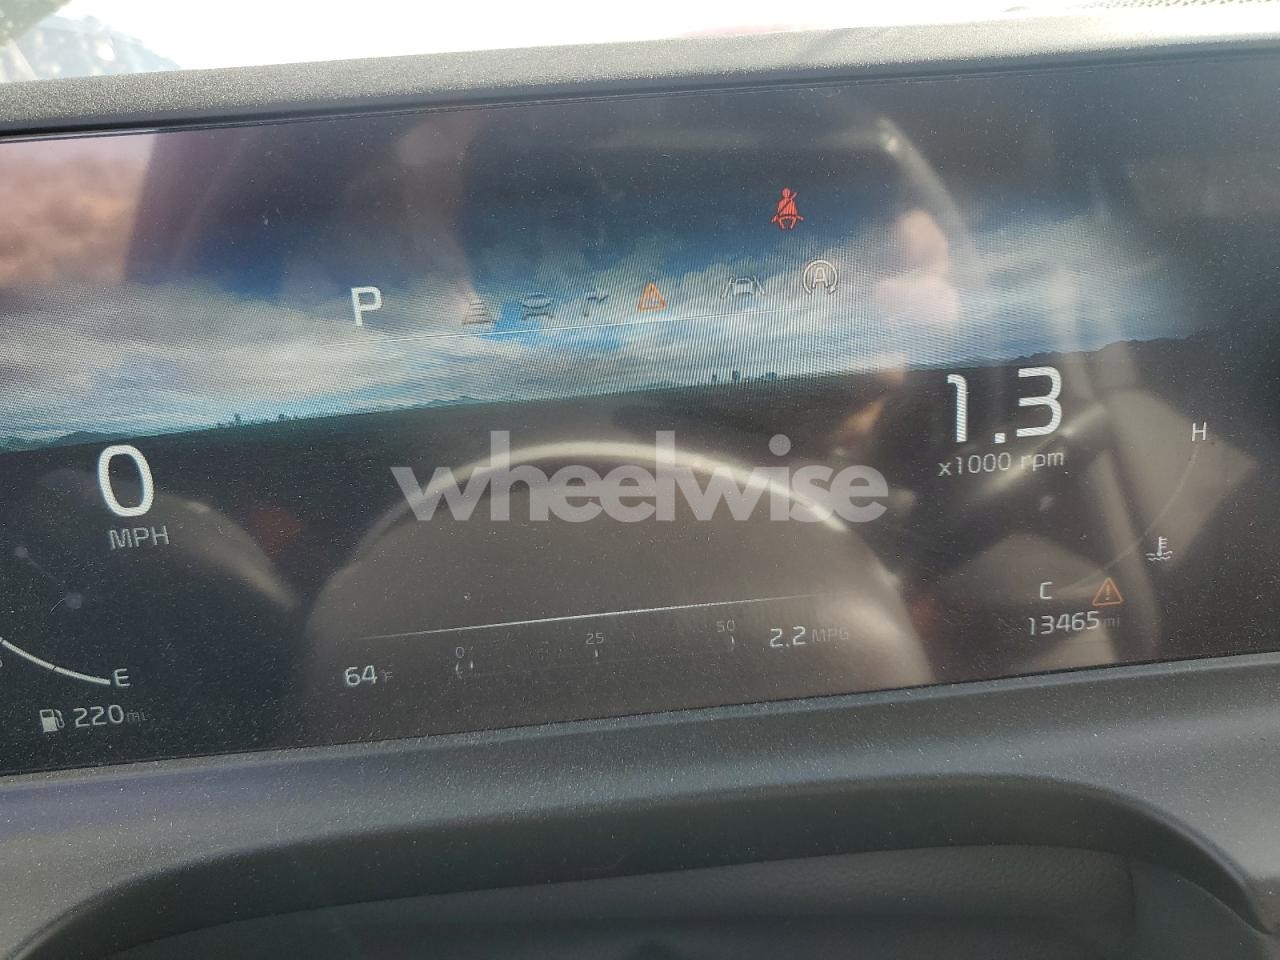 P
A
0
MPH
1.3
x1000 rpm
H
wheelwise
C
13465 mi
0 25 50
2.2 MPG
64°F
E
220 mi